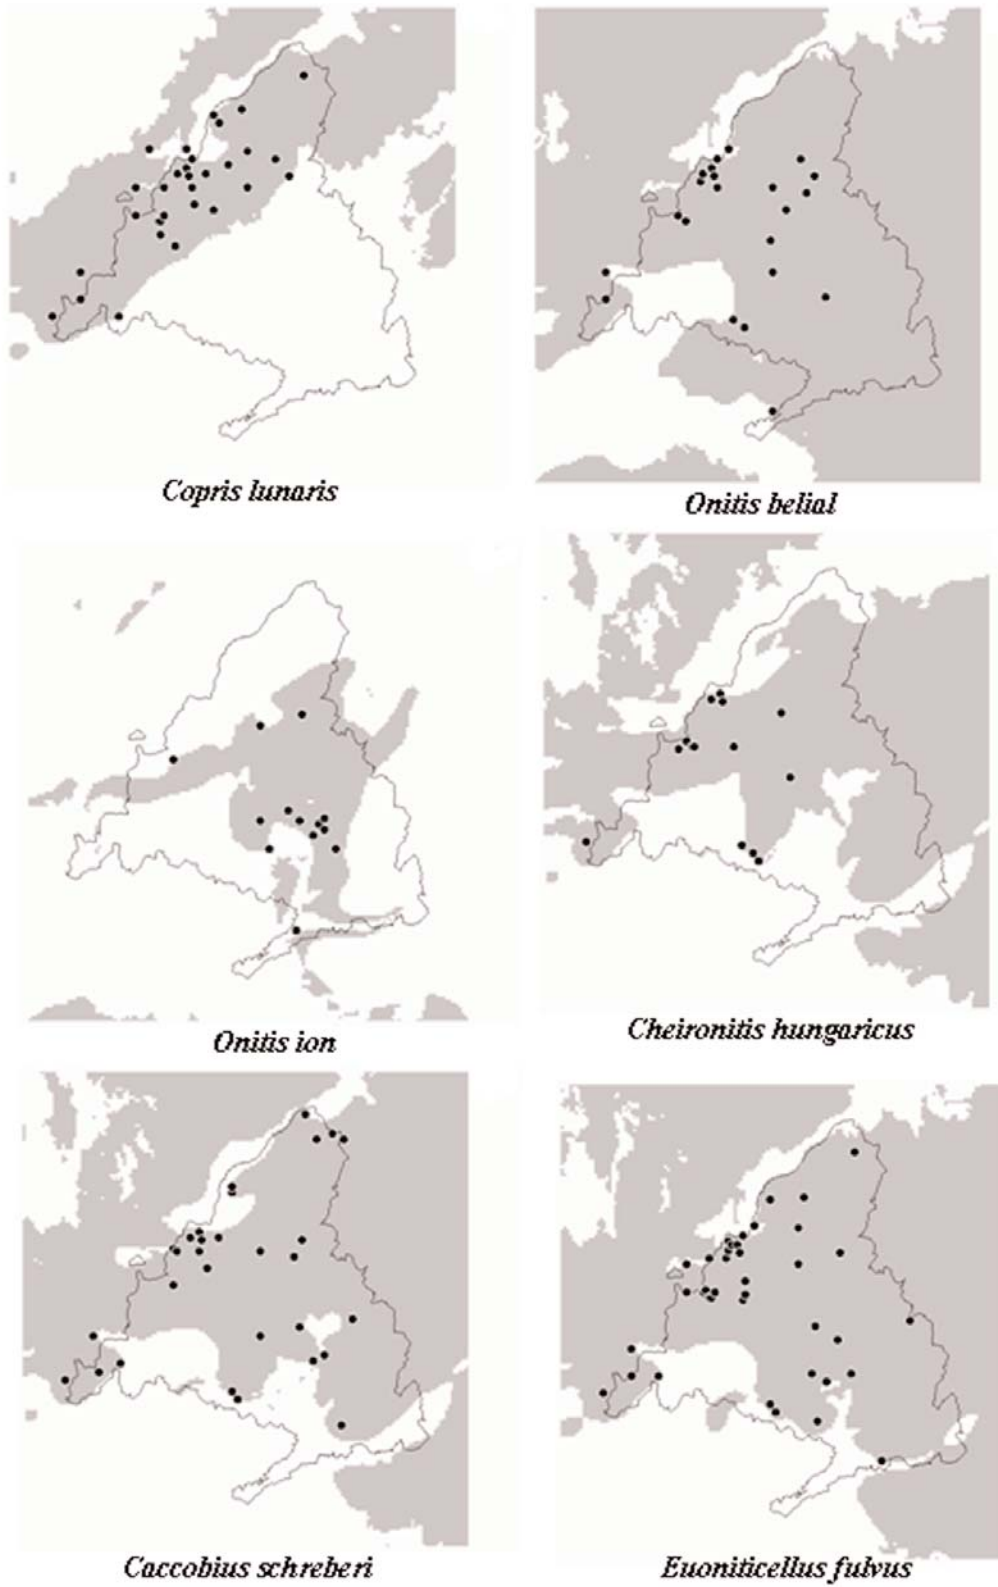 Copris lunaris
Onitis belial
Onitis ion
Cheironitis hungaricus
Caccobius schreberi
Euoniticellus fulvus